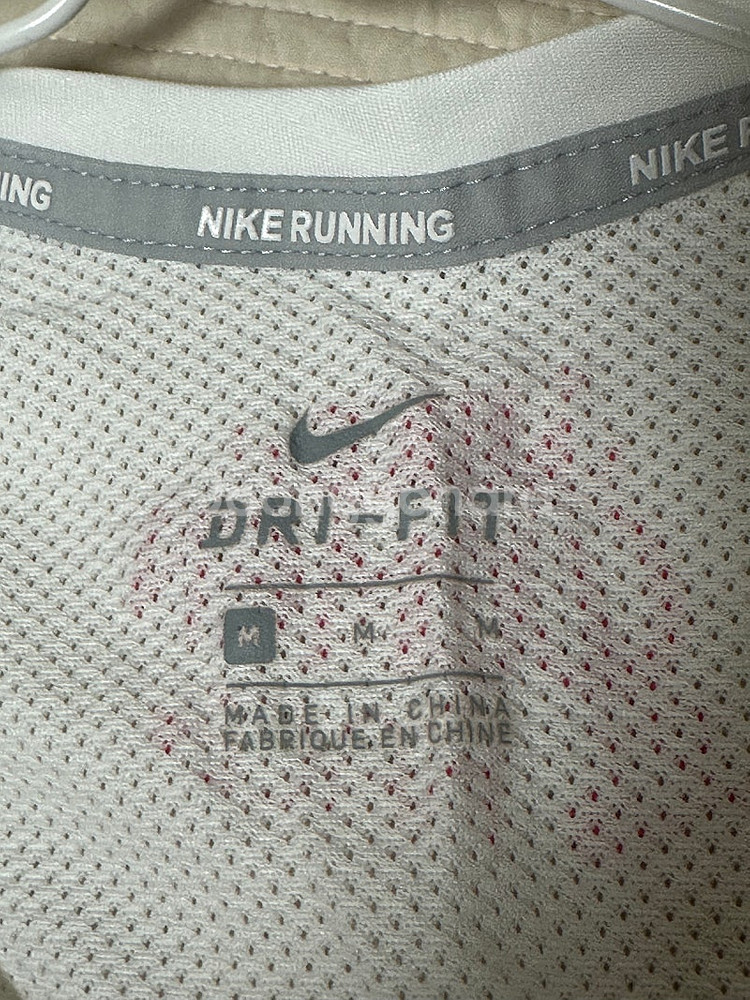 ING NIKE RUNNING NIKE
DRI-FIT
M M M
MADE IN CHINA
FABRIQUE EN CHINE